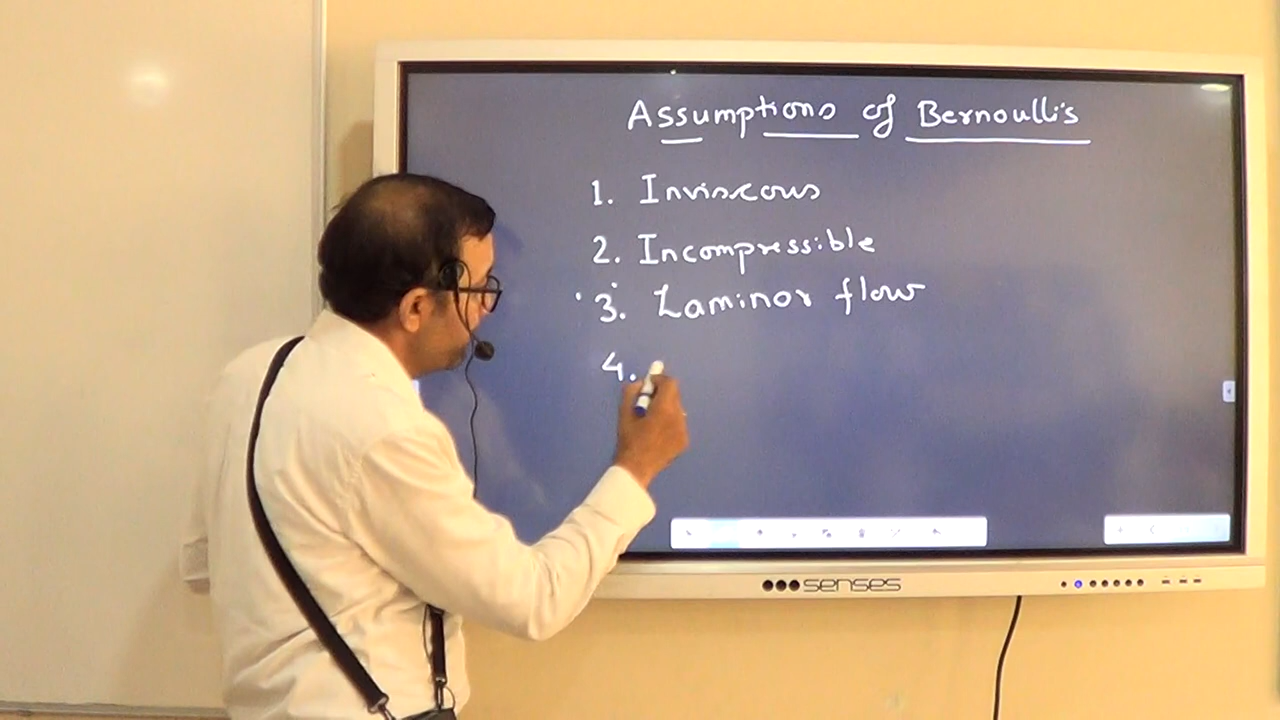 Assumptions of Bernoulli's
1. Inviscous
2. Incompressible
3. Laminor flow
4.
senses